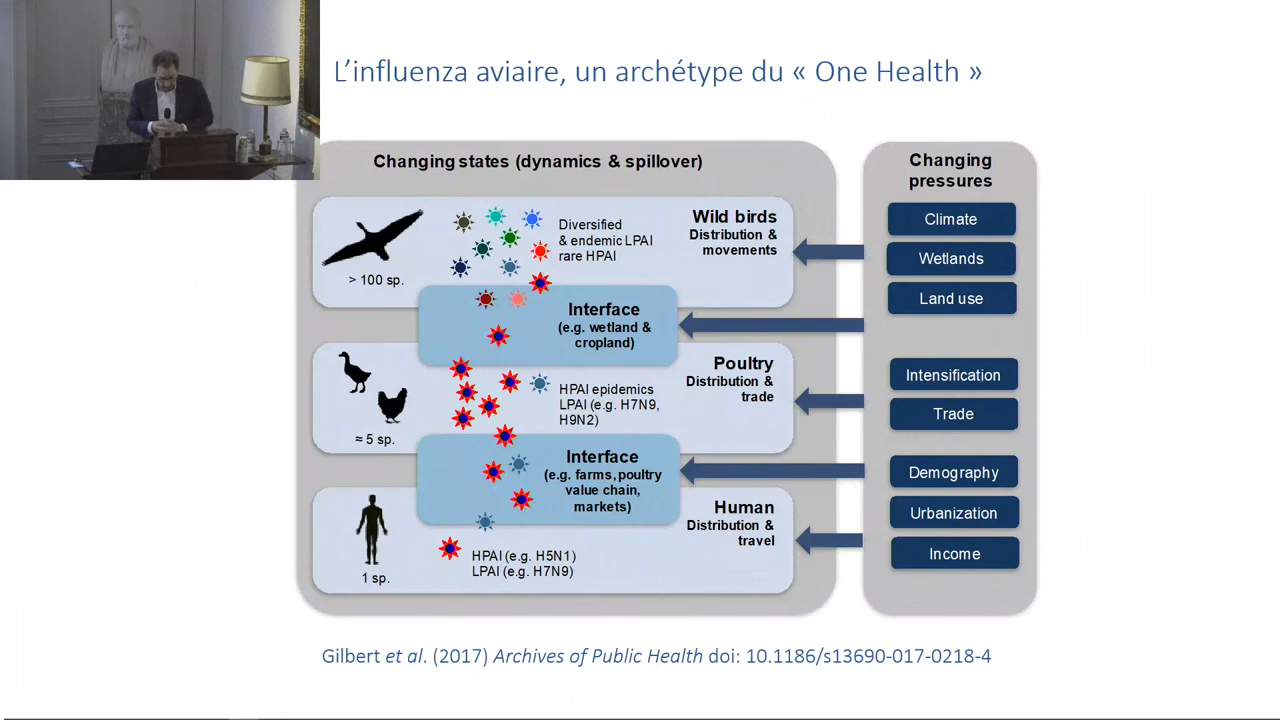 L’influenza aviaire, un archétype du « One Health »
Changing states (dynamics & spillover)
> 100 sp.
Diversified
& endemic LPAI
rare HPAI
Wild birds
Distribution &
movements
Interface
(e.g. wetland &
cropland)
≈ 5 sp.
HPAI epidemics
LPAI (e.g. H7N9,
H9N2)
Poultry
Distribution &
trade
Interface
(e.g. farms, poultry
value chain,
markets)
1 sp.
HPAI (e.g. H5N1)
LPAI (e.g. H7N9)
Human
Distribution &
travel
Changing
pressures
Climate
Wetlands
Land use
Intensification
Trade
Demography
Urbanization
Income
Gilbert et al. (2017) Archives of Public Health doi: 10.1186/s13690-017-0218-4